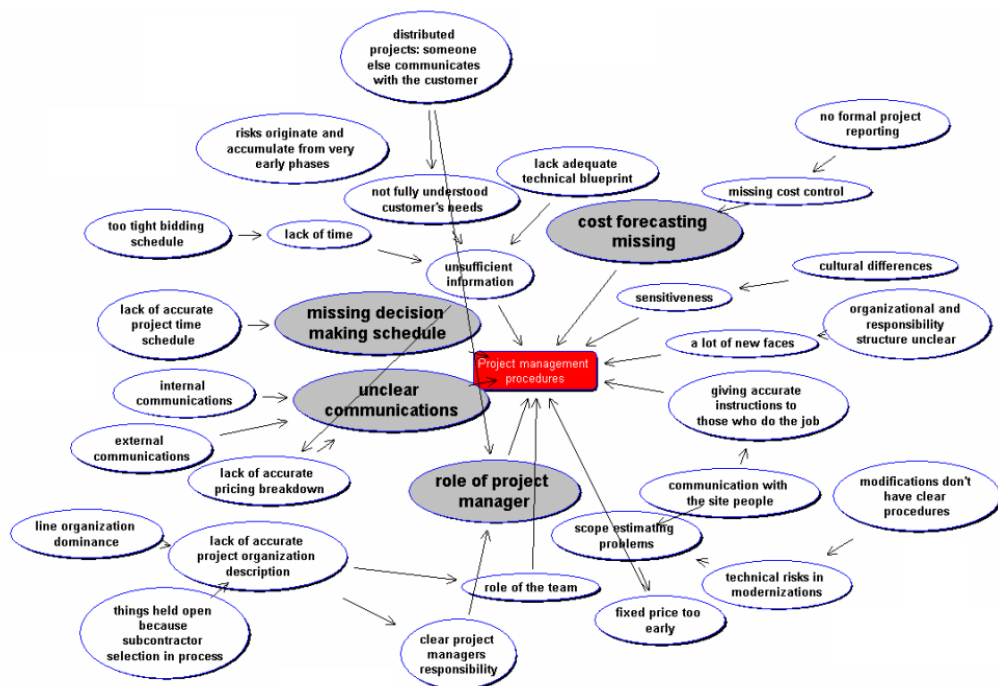 distributed
projects: someone
else communicates
with the customer
no formal project
reporting
risks originate and
accumulate from very
early phases
lack adequate
technical blueprint
not fully understood
customer's needs
missing cost control
cost forecasting
missing
too tight bidding
schedule
lack of time
unsufficient
information
cultural differences
sensitiveness
lack of accurate
project time
schedule
missing decision
making schedule
organizational and
responsibility
structure unclear
a lot of new faces
Project management
procedures
internal
communications
unclear
communications
giving accurate
instructions to
those who do the job
external
communications
lack of accurate
pricing breakdown
role of project
manager
communication with
the site people
modifications don't
have clear
procedures
line organization
dominance
lack of accurate
project organization
description
scope estimating
problems
technical risks in
modernizations
role of the team
things held open
because
subcontractor
selection in process
clear project
managers
responsibility
fixed price too
early